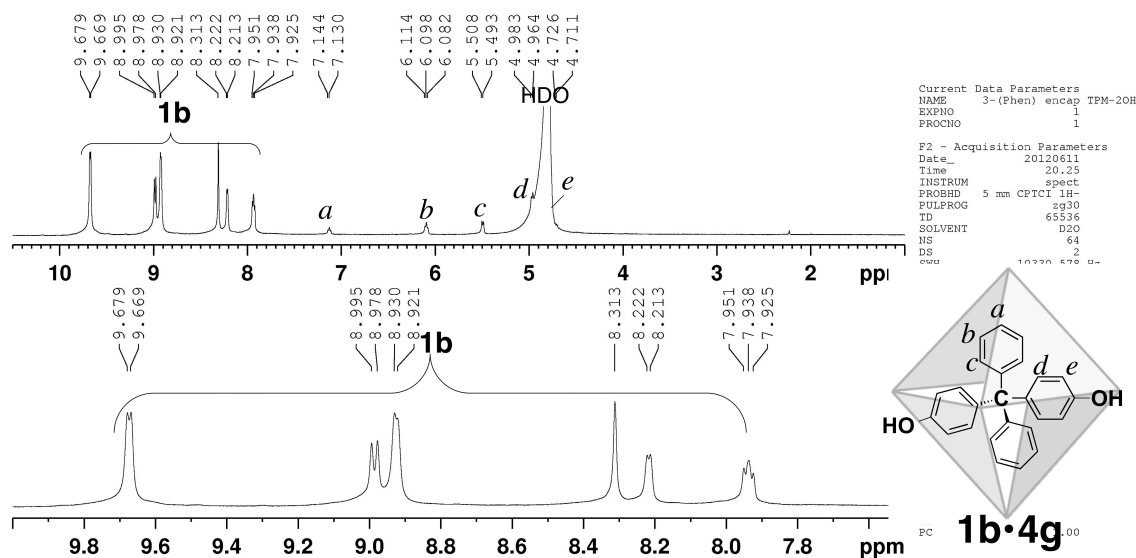 9.679 9.669 8.995 8.978 8.930 8.921 8.313 8.222 8.213 7.951 7.938 7.925 7.144 7.130 6.114 6.098 6.082 5.508 5.493 4.983 4.964 4.726 4.711
HDO
1b
a b c d e
10 9 8 7 6 5 4 3 2 ppm
Current Data Parameters
NAME 3-(Phen) encap TPM-2OH
EXPNO 1
PROCNO 1
F2 - Acquisition Parameters
Date_ 20120611
Time 20.25
INSTRUM spect
PROBHD 5 mm CPTCI 1H-
PULPROG zg30
TD 65536
SOLVENT D2O
NS 64
DS 2
SWH 10330.578 Hz
9.679 9.669 8.995 8.978 8.930 8.921 8.313 8.222 8.213 7.951 7.938 7.925
1b
9.8 9.6 9.4 9.2 9.0 8.8 8.6 8.4 8.2 8.0 7.8 ppm
a
b
c d e
C OH
HO
PC .00
1b•4g